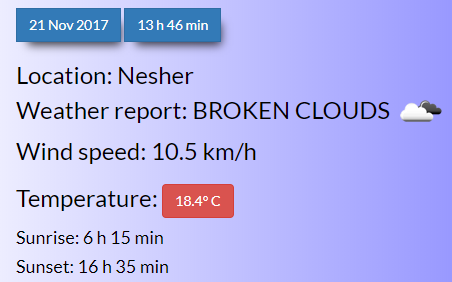 21 Nov 2017 13 h 46 min
Location: Nesher
Weather report: BROKEN CLOUDS
Wind speed: 10.5 km/h
Temperature: 18.4° C
Sunrise: 6 h 15 min
Sunset: 16 h 35 min